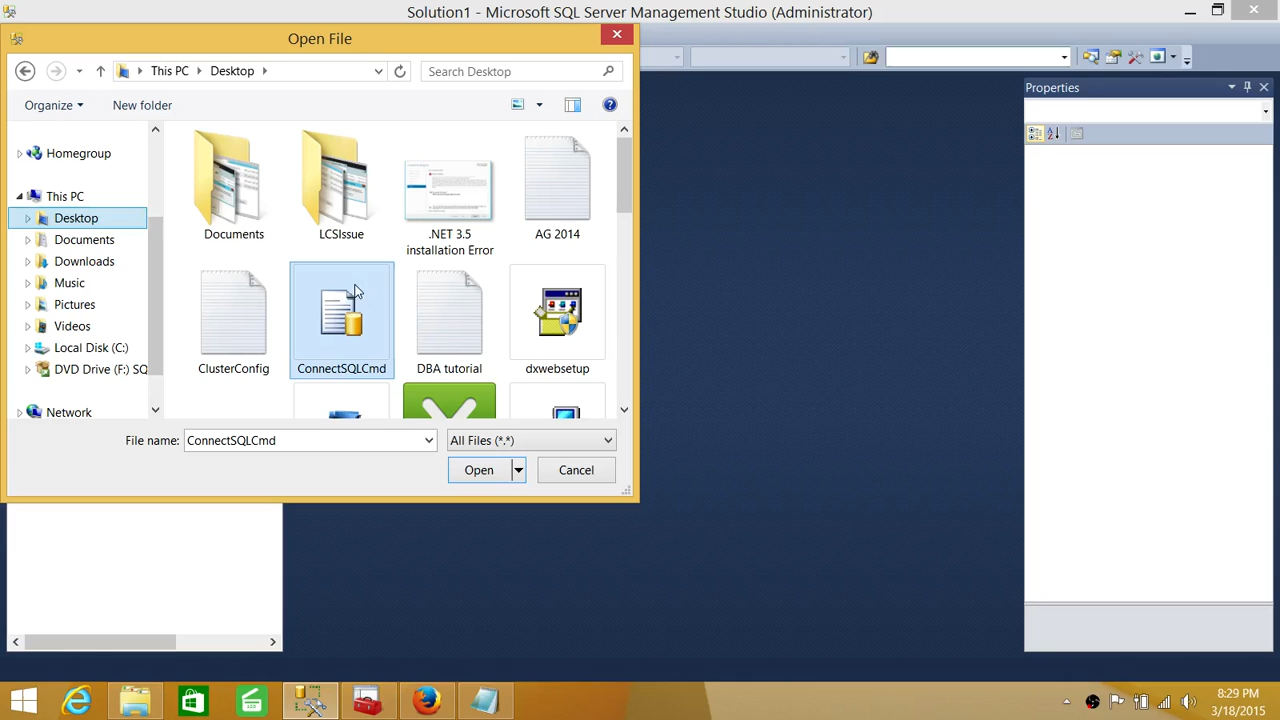 Solution1 - Microsoft SQL Server Management Studio (Administrator)
Open File
This PC
Desktop
Search Desktop
Organize
New folder
Homegroup
This PC
Desktop
Documents
Downloads
Music
Pictures
Videos
Local Disk (C:)
DVD Drive (F:) SQ
Network
Documents
LCSIssue
.NET 3.5
installation Error
AG 2014
ClusterConfig
ConnectSQLCmd
DBA tutorial
dxwebsetup
File name:
ConnectSQLCmd
All Files (*.*)
Open
Cancel
Properties
8:29 PM
3/18/2015